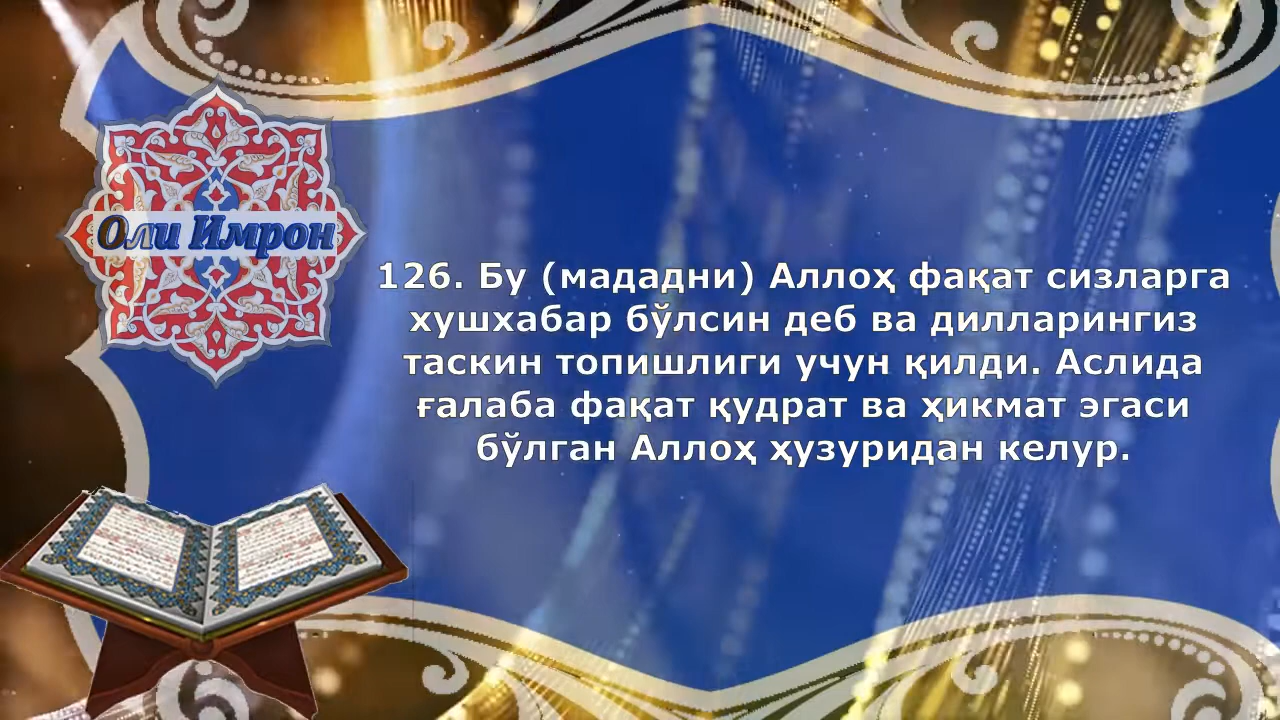 Оли Имрон
126. Бу (мададни) Аллоҳ фақат сизларга
хушхабар бўлсин деб ва дилларингиз
таскин топишлиги учун қилди. Аслида
ғалаба фақат қудрат ва ҳикмат эгаси
бўлган Аллоҳ ҳузуридан келур.